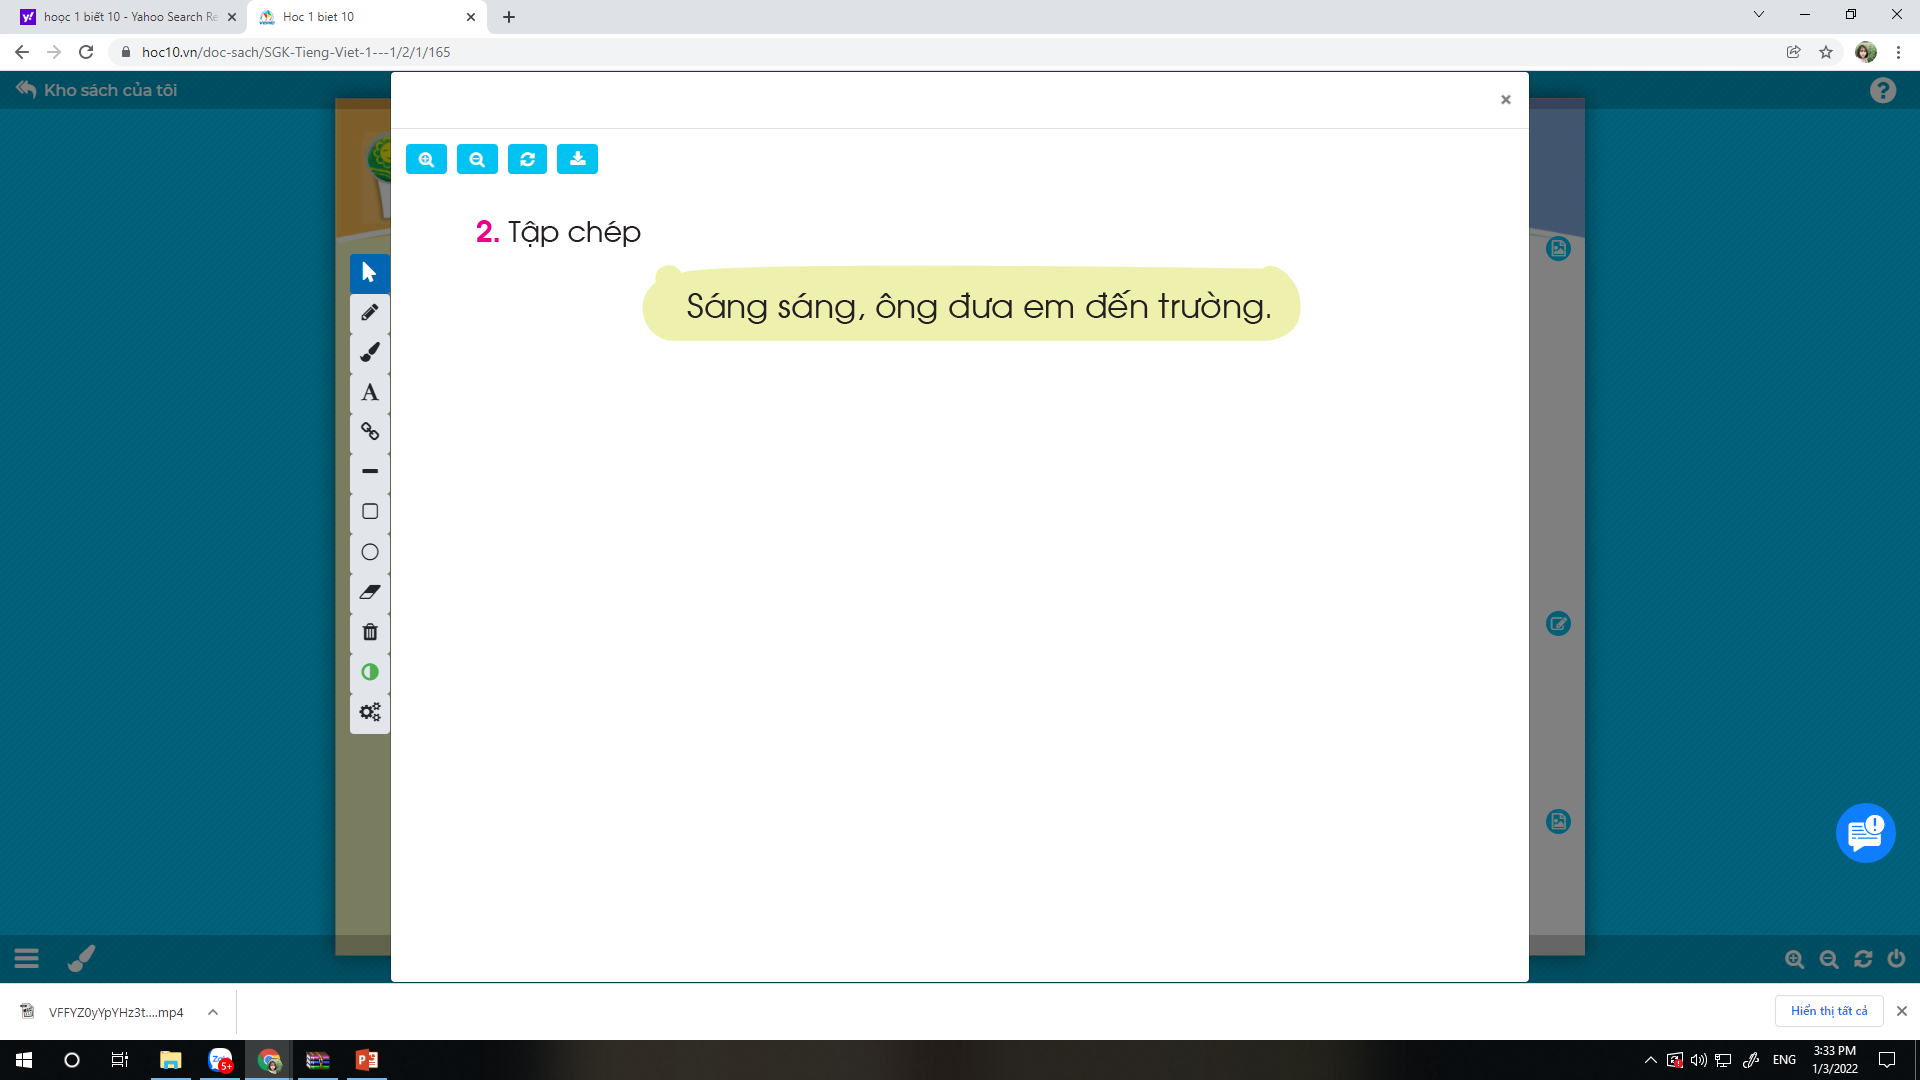 hoọc 1 biết 10 - Yahoo Search Re
Hoc 1 biet 10
hoc10.vn/doc-sach/SGK-Tieng-Viet-1---1/2/1/165
Kho sách của tôi
2. Tập chép
Sáng sáng, ông đưa em đến trường.
A
VFFYZ0yYpYHz3t....mp4
Hiển thị tất cả
5+
ENG
3:33 PM
1/3/2022